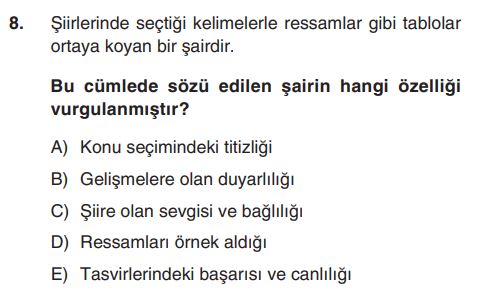 8. Şiirlerinde seçtiği kelimelerle ressamlar gibi tablolar
ortaya koyan bir şairdir.
Bu cümlede sözü edilen şairin hangi özelliği
vurgulanmıştır?
A) Konu seçimindeki titizliği
B) Gelişmelere olan duyarlılığı
C) Şiire olan sevgisi ve bağlılığı
D) Ressamları örnek aldığı
E) Tasvirlerindeki başarısı ve canlılığı